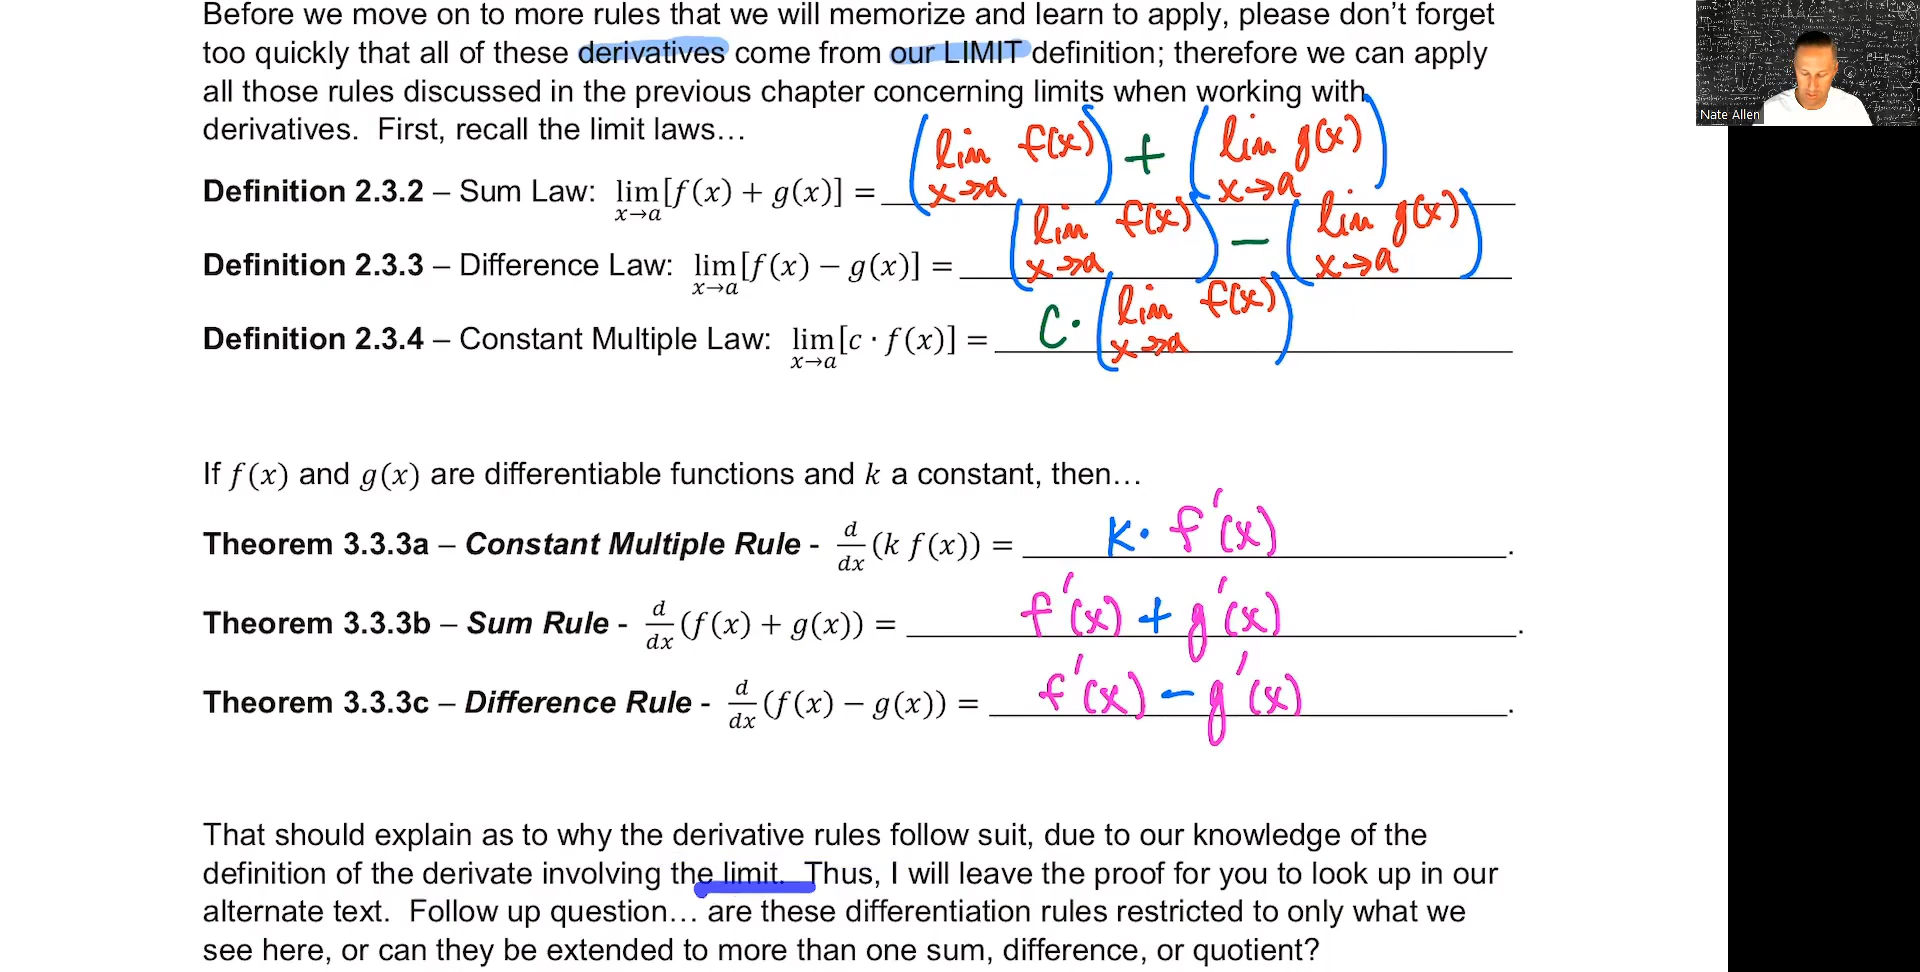 Before we move on to more rules that we will memorize and learn to apply, please don't forget
too quickly that all of these derivatives come from our LIMIT definition; therefore we can apply
all those rules discussed in the previous chapter concerning limits when working with
derivatives. First, recall the limit laws...
Definition 2.3.2 – Sum Law: lim x→a [f(x) + g(x)] = (lim x→a f(x)) + (lim x→a g(x))
Definition 2.3.3 – Difference Law: lim x→a [f(x) − g(x)] = (lim x→a f(x)) − (lim x→a g(x))
Definition 2.3.4 – Constant Multiple Law: lim x→a [c · f(x)] = C · (lim x→a f(x))
If f(x) and g(x) are differentiable functions and k a constant, then...
Theorem 3.3.3a – Constant Multiple Rule - d/dx (k f(x)) = K · f'(x).
Theorem 3.3.3b – Sum Rule - d/dx (f(x) + g(x)) = f'(x) + g'(x).
Theorem 3.3.3c – Difference Rule - d/dx (f(x) − g(x)) = f'(x) − g'(x).
That should explain as to why the derivative rules follow suit, due to our knowledge of the
definition of the derivate involving the limit. Thus, I will leave the proof for you to look up in our
alternate text. Follow up question... are these differentiation rules restricted to only what we
see here, or can they be extended to more than one sum, difference, or quotient?
Nate Allen